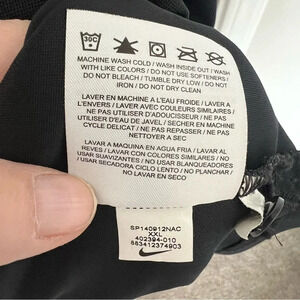 30C
MACHINE WASH COLD / WASH INSIDE OUT / WASH
WITH LIKE COLORS / DO NOT USE SOFTENERS /
DO NOT BLEACH / TUMBLE DRY LOW / DO NOT
IRON / DO NOT DRY CLEAN
LAVER EN MACHINE A L'EAU FROIDE / LAVER A
L'ENVERS / LAVER AVEC COULEURS SIMILAIRES /
NE PAS UTILISER D'ADOUCISSEUR / NE PAS
UTILISER D'EAU DE JAVEL / SECHER EN MACHINE
CYCLE DELICAT / NE PAS REPASSER / NE PAS
NETTOYER A SEC
LAVAR A MAQUINA EN AGUA FRIA / LAVAR AL
REVES / LAVAR CON COLORES SIMILARES / NO
USAR SUAVIZANTES / NO BLANQUEADORES /
USAR SECADORA CICLO LENTO / NO PLANCHAR /
NO LAVAR EN SECO
SP140912NAC
XXL
402394-010
883412374903